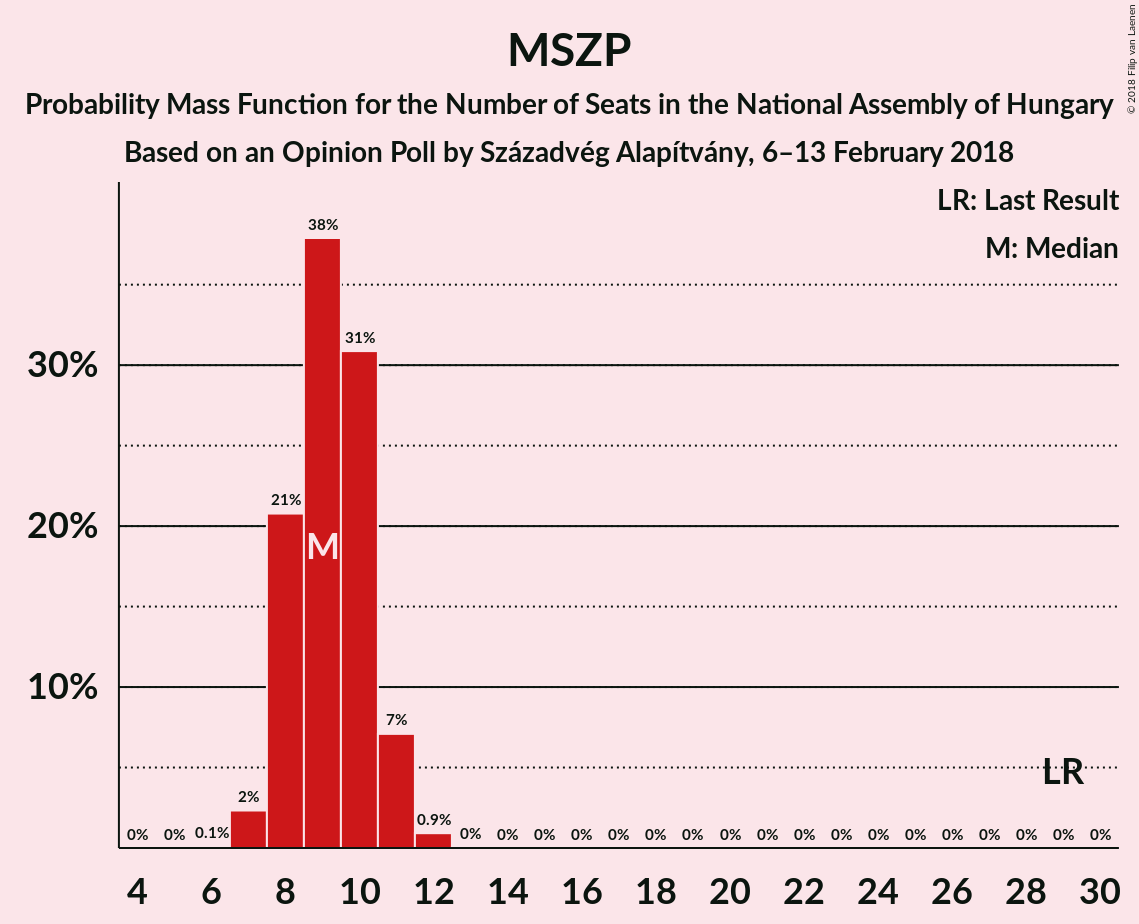 MSZP
Probability Mass Function for the Number of Seats in the National Assembly of Hungary
Based on an Opinion Poll by Századvég Alapítvány, 6–13 February 2018
© 2018 Filip van Laenen
LR: Last Result
M: Median
38%
31%
30%
21%
20%
M
10%
7%
LR
2%
0% 0% 0.1% 0.9% 0% 0% 0% 0% 0% 0% 0% 0% 0% 0% 0% 0% 0% 0% 0% 0% 0% 0%
4 6 8 10 12 14 16 18 20 22 24 26 28 30